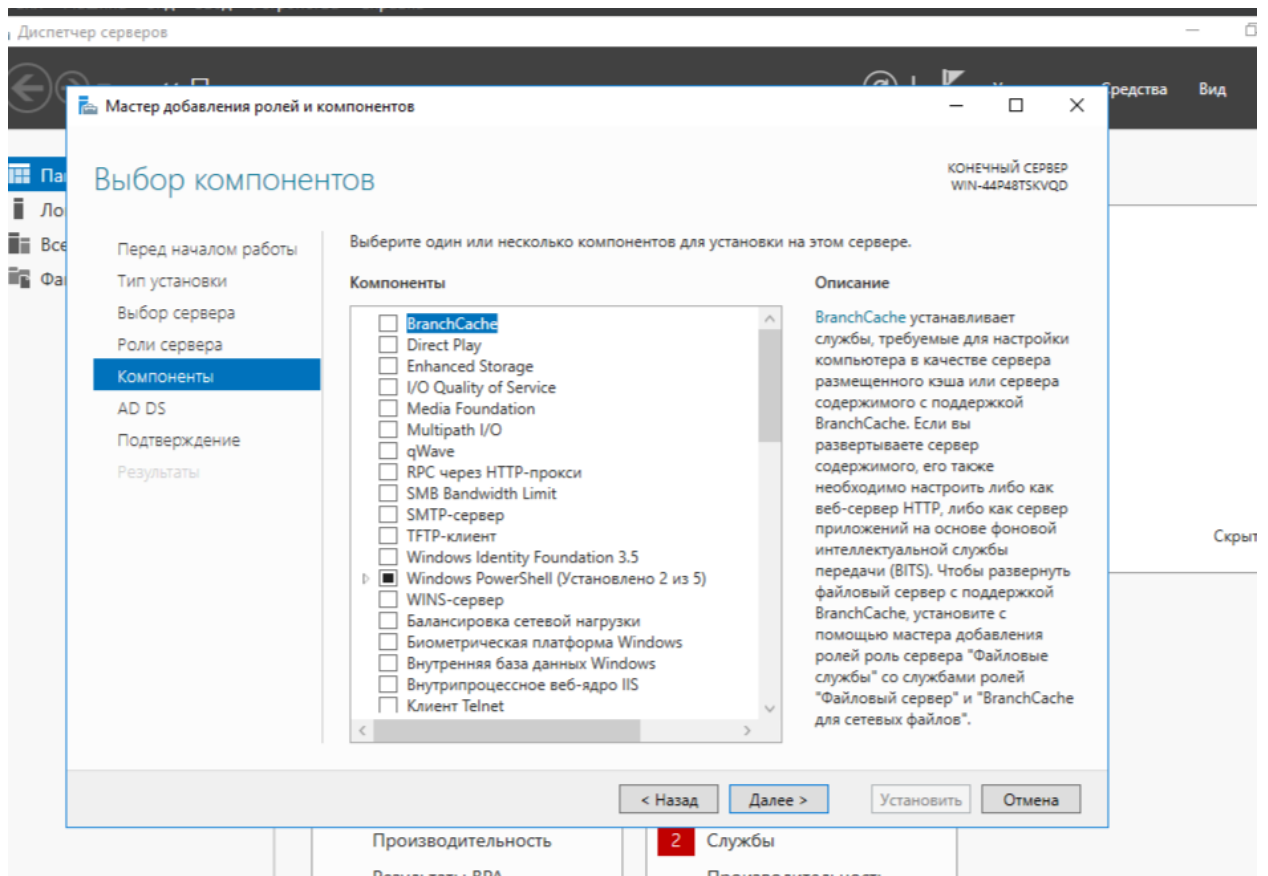 Диспетчер серверов
Средства
Вид
Мастер добавления ролей и компонентов
Выбор компонентов
КОНЕЧНЫЙ СЕРВЕР
WIN-44P48TSKVQD
Перед началом работы
Тип установки
Выбор сервера
Роли сервера
Компоненты
AD DS
Подтверждение
Результаты
Выберите один или несколько компонентов для установки на этом сервере.
Компоненты
BranchCache
Direct Play
Enhanced Storage
I/O Quality of Service
Media Foundation
Multipath I/O
qWave
RPC через HTTP-прокси
SMB Bandwidth Limit
SMTP-сервер
TFTP-клиент
Windows Identity Foundation 3.5
Windows PowerShell (Установлено 2 из 5)
WINS-сервер
Балансировка сетевой нагрузки
Биометрическая платформа Windows
Внутренняя база данных Windows
Внутрипроцессное веб-ядро IIS
Клиент Telnet
Описание
BranchCache устанавливает
службы, требуемые для настройки
компьютера в качестве сервера
размещенного кэша или сервера
содержимого с поддержкой
BranchCache. Если вы
развертываете сервер
содержимого, его также
необходимо настроить либо как
веб-сервер HTTP, либо как сервер
приложений на основе фоновой
интеллектуальной службы
передачи (BITS). Чтобы развернуть
файловый сервер с поддержкой
BranchCache, установите с
помощью мастера добавления
ролей роль сервера "Файловые
службы" со службами ролей
"Файловый сервер" и "BranchCache
для сетевых файлов".
< Назад
Далее >
Установить
Отмена
Па
Ло
Все
Фа
Скрыт
Производительность
2 Службы